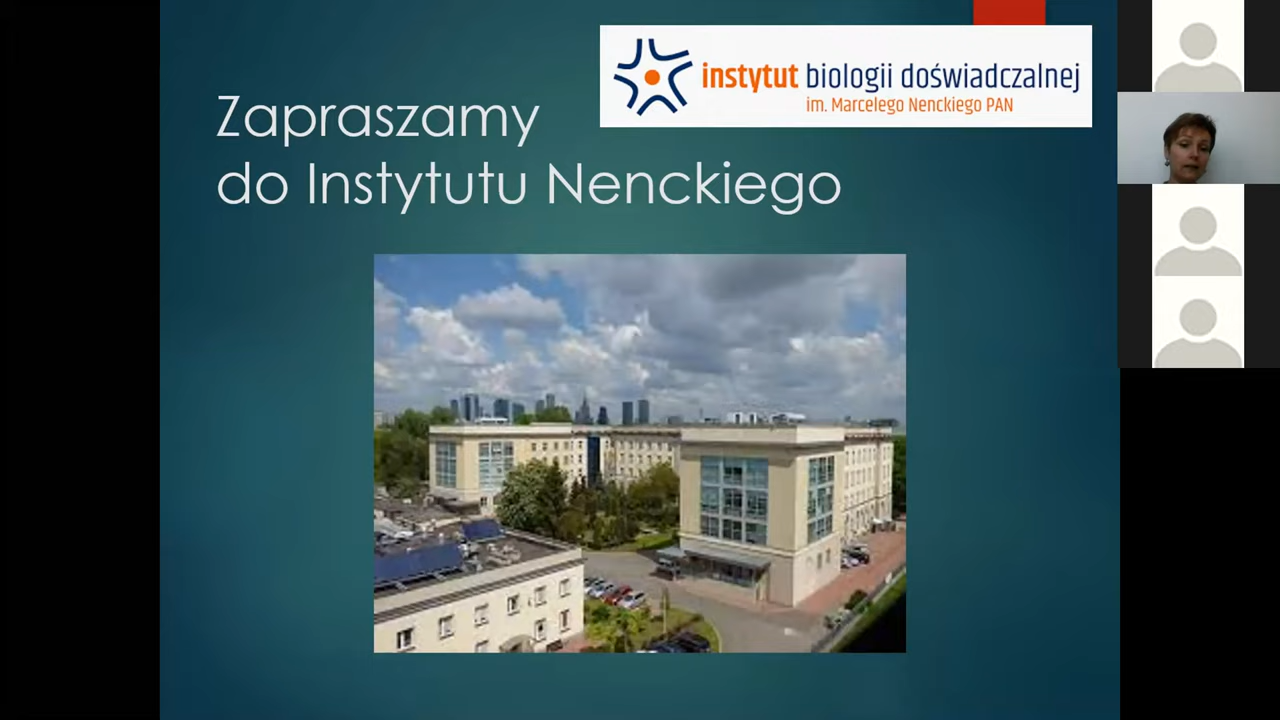 Zapraszamy
do Instytutu Nenckiego
instytut biologii doświadczalnej
im. Marcelego Nenckiego PAN